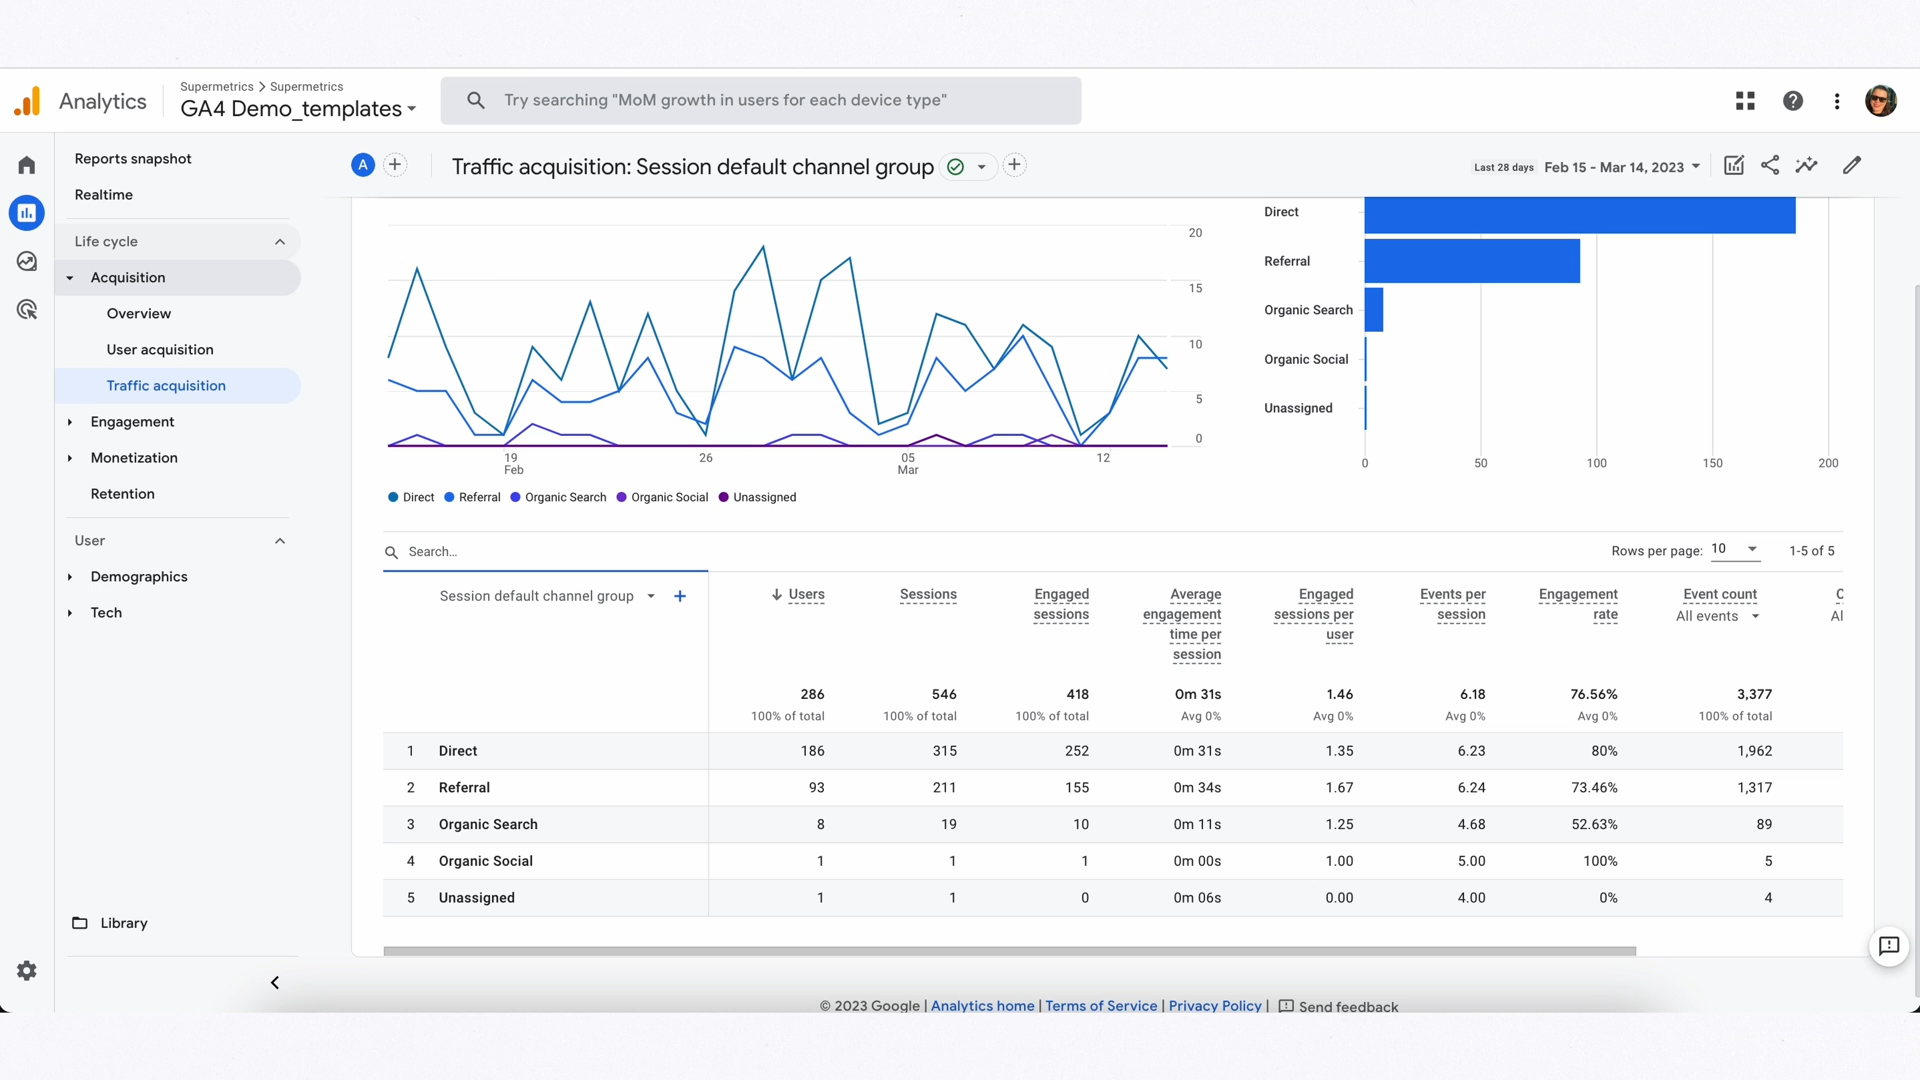 Analytics
Supermetrics > Supermetrics
GA4 Demo_templates
Try searching "MoM growth in users for each device type"
Reports snapshot
Realtime
Life cycle
Acquisition
Overview
User acquisition
Traffic acquisition
Engagement
Monetization
Retention
User
Demographics
Tech
Library
A
Traffic acquisition: Session default channel group
Last 28 days Feb 15 - Mar 14, 2023
20
15
10
5
0
19 Feb
26
05 Mar
12
Direct Referral Organic Search Organic Social Unassigned
Direct
Referral
Organic Search
Organic Social
Unassigned
0 50 100 150 200
Search...
Rows per page: 10 1-5 of 5
Session default channel group
Users
Sessions
Engaged sessions
Average engagement time per session
Engaged sessions per user
Events per session
Engagement rate
Event count
All events
286 546 418 0m 31s 1.46 6.18 76.56% 3,377
100% of total 100% of total 100% of total Avg 0% Avg 0% Avg 0% Avg 0% 100% of total
1 Direct 186 315 252 0m 31s 1.35 6.23 80% 1,962
2 Referral 93 211 155 0m 34s 1.67 6.24 73.46% 1,317
3 Organic Search 8 19 10 0m 11s 1.25 4.68 52.63% 89
4 Organic Social 1 1 1 0m 00s 1.00 5.00 100% 5
5 Unassigned 1 1 0 0m 06s 0.00 4.00 0% 4
© 2023 Google | Analytics home | Terms of Service | Privacy Policy | Send feedback